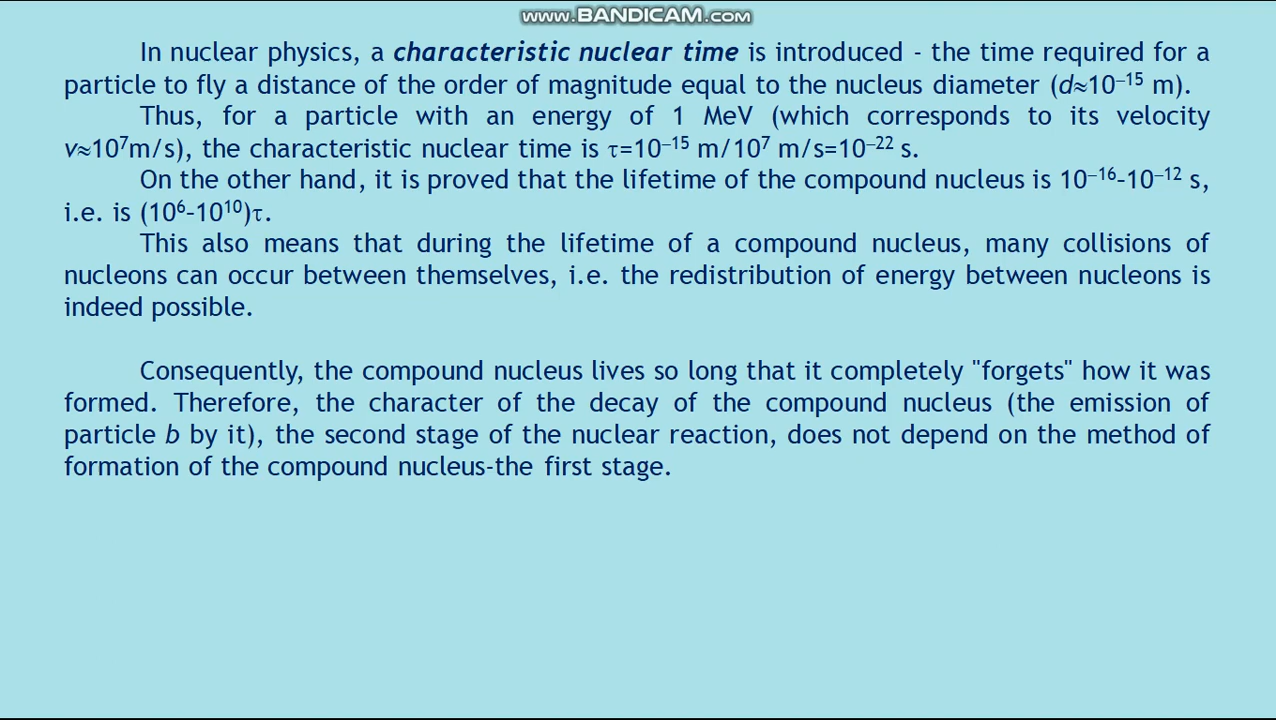 www.BANDICAM.com
In nuclear physics, a characteristic nuclear time is introduced - the time required for a
particle to fly a distance of the order of magnitude equal to the nucleus diameter (d≈10⁻¹⁵ m).
Thus, for a particle with an energy of 1 MeV (which corresponds to its velocity
v≈10⁷m/s), the characteristic nuclear time is τ=10⁻¹⁵ m/10⁷ m/s=10⁻²² s.
On the other hand, it is proved that the lifetime of the compound nucleus is 10⁻¹⁶-10⁻¹² s,
i.e. is (10⁶-10¹⁰)τ.
This also means that during the lifetime of a compound nucleus, many collisions of
nucleons can occur between themselves, i.e. the redistribution of energy between nucleons is
indeed possible.
Consequently, the compound nucleus lives so long that it completely "forgets" how it was
formed. Therefore, the character of the decay of the compound nucleus (the emission of
particle b by it), the second stage of the nuclear reaction, does not depend on the method of
formation of the compound nucleus-the first stage.